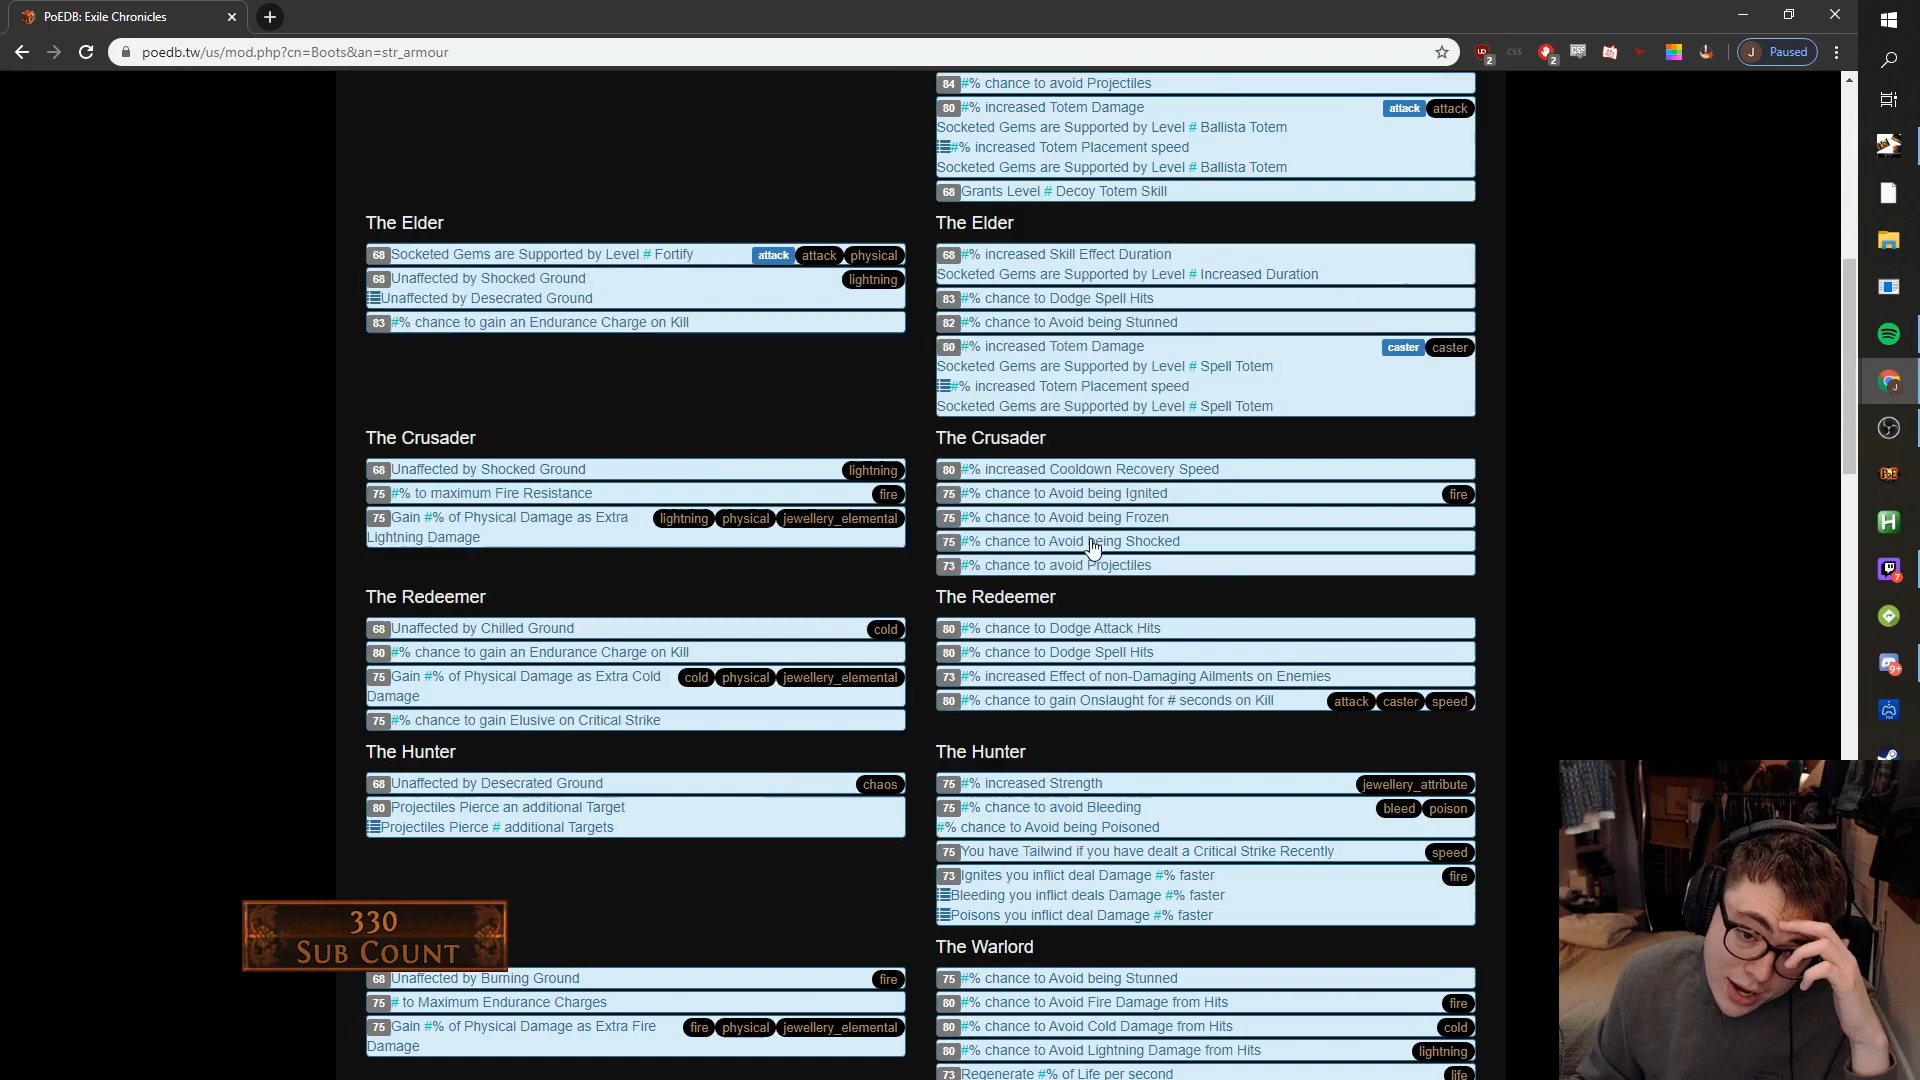 PoEDB: Exile Chronicles
poedb.tw/us/mod.php?cn=Boots&an=str_armour
2
css
2
CSF
J Paused
84 #% chance to avoid Projectiles
80 #% increased Totem Damage attack attack
Socketed Gems are Supported by Level # Ballista Totem
#% increased Totem Placement speed
Socketed Gems are Supported by Level # Ballista Totem
68 Grants Level # Decoy Totem Skill
The Elder
68 Socketed Gems are Supported by Level # Fortify attack attack physical
68 Unaffected by Shocked Ground lightning
Unaffected by Desecrated Ground
83 #% chance to gain an Endurance Charge on Kill
The Elder
68 #% increased Skill Effect Duration
Socketed Gems are Supported by Level # Increased Duration
83 #% chance to Dodge Spell Hits
82 #% chance to Avoid being Stunned
80 #% increased Totem Damage caster caster
Socketed Gems are Supported by Level # Spell Totem
#% increased Totem Placement speed
Socketed Gems are Supported by Level # Spell Totem
The Crusader
68 Unaffected by Shocked Ground lightning
75 #% to maximum Fire Resistance fire
75 Gain #% of Physical Damage as Extra lightning physical jewellery_elemental
Lightning Damage
The Crusader
80 #% increased Cooldown Recovery Speed
75 #% chance to Avoid being Ignited fire
75 #% chance to Avoid being Frozen
75 #% chance to Avoid being Shocked
73 #% chance to avoid Projectiles
The Redeemer
68 Unaffected by Chilled Ground cold
80 #% chance to gain an Endurance Charge on Kill
75 Gain #% of Physical Damage as Extra Cold cold physical jewellery_elemental
Damage
75 #% chance to gain Elusive on Critical Strike
The Redeemer
80 #% chance to Dodge Attack Hits
80 #% chance to Dodge Spell Hits
73 #% increased Effect of non-Damaging Ailments on Enemies
80 #% chance to gain Onslaught for # seconds on Kill attack caster speed
The Hunter
68 Unaffected by Desecrated Ground chaos
80 Projectiles Pierce an additional Target
Projectiles Pierce # additional Targets
The Hunter
75 #% increased Strength jewellery_attribute
75 #% chance to avoid Bleeding bleed poison
#% chance to Avoid being Poisoned
75 You have Tailwind if you have dealt a Critical Strike Recently speed
73 Ignites you inflict deal Damage #% faster fire
Bleeding you inflict deals Damage #% faster
Poisons you inflict deal Damage #% faster
330
SUB COUNT
68 Unaffected by Burning Ground fire
75 # to Maximum Endurance Charges
75 Gain #% of Physical Damage as Extra Fire fire physical jewellery_elemental
Damage
The Warlord
75 #% chance to Avoid being Stunned
80 #% chance to Avoid Fire Damage from Hits fire
80 #% chance to Avoid Cold Damage from Hits cold
80 #% chance to Avoid Lightning Damage from Hits lightning
73 Regenerate #% of Life per second life
PoE
H
7
9+